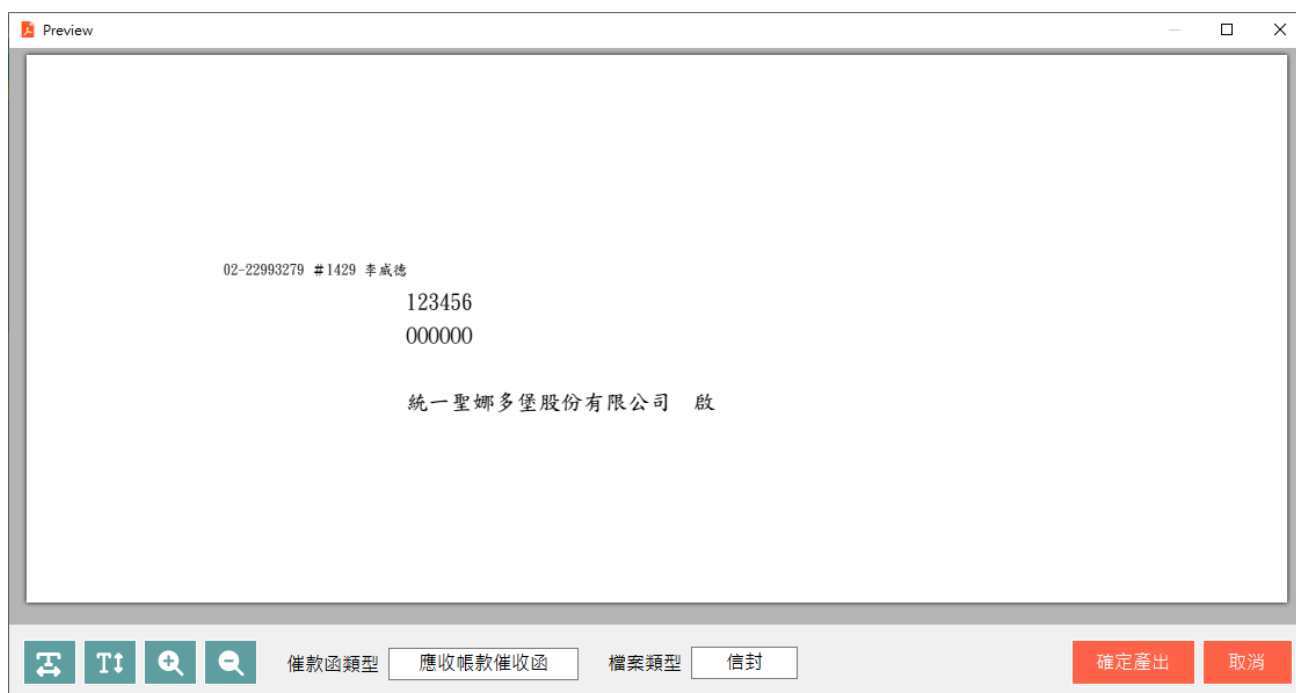 Preview
02-22993279 #1429 李威德
123456
000000
統一聖娜多堡股份有限公司 啟
催款函類型 應收帳款催收函 檔案類型 信封 確定產出 取消